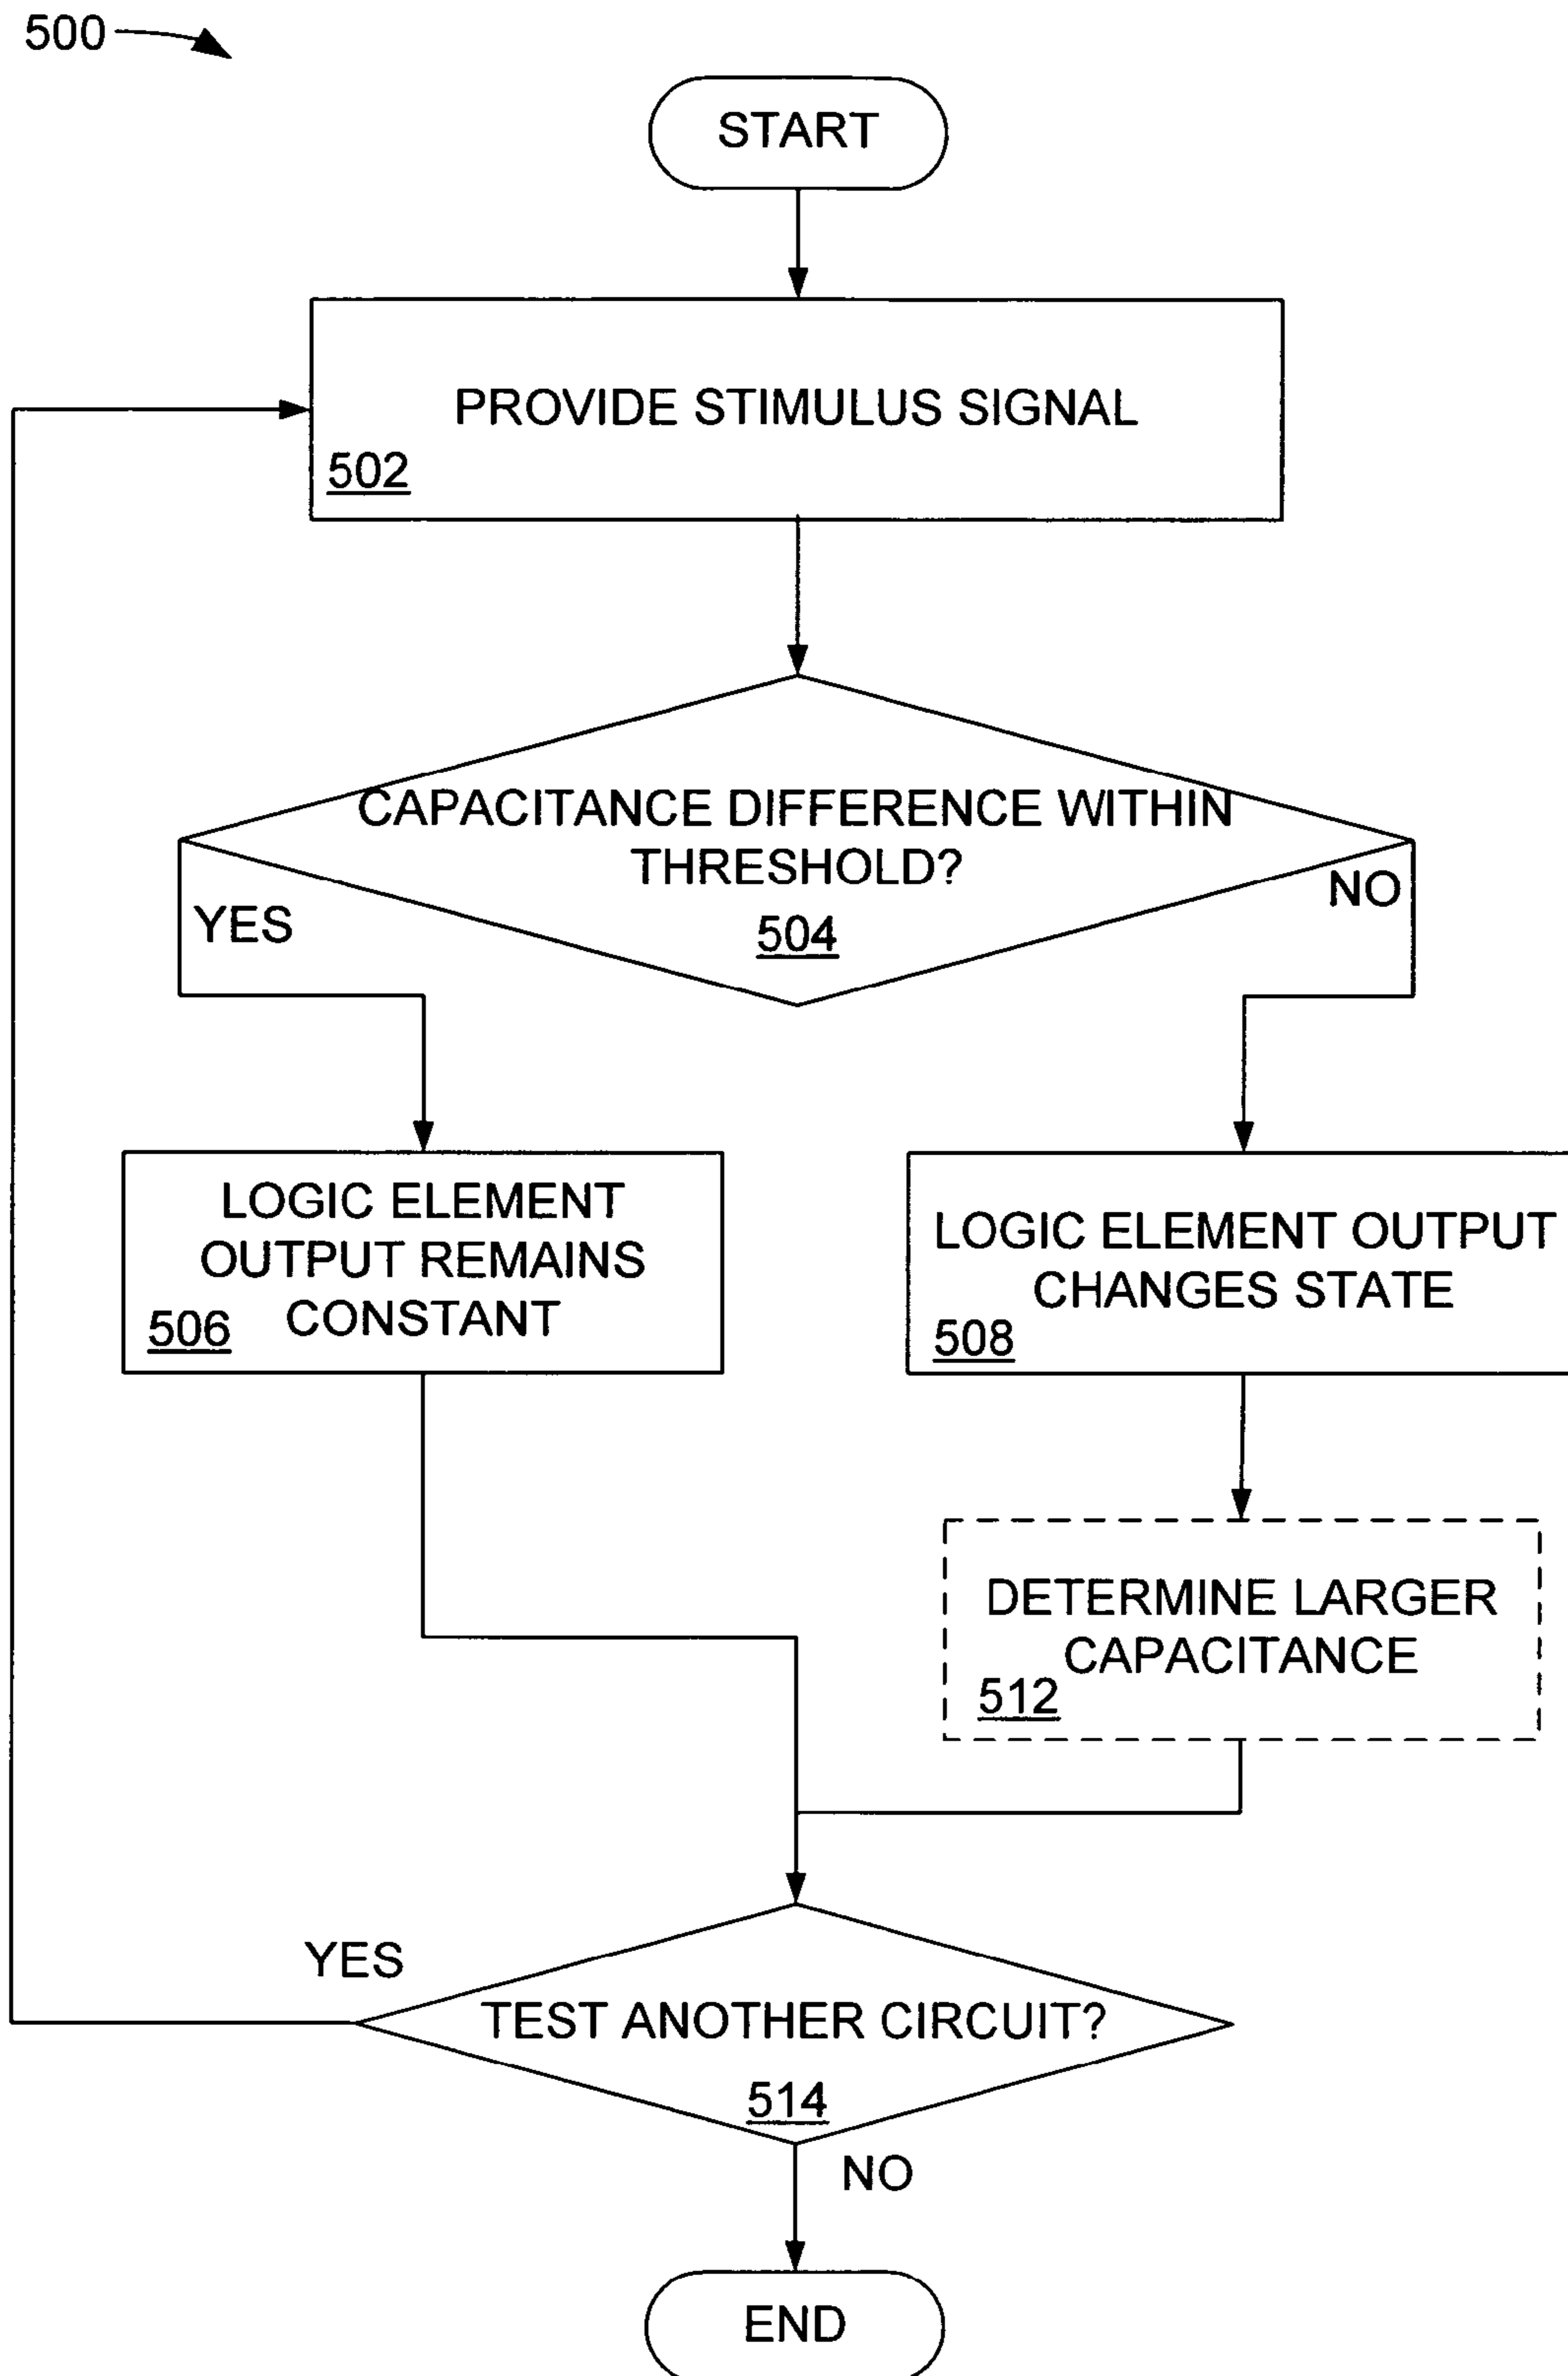 500
START
PROVIDE STIMULUS SIGNAL
502
CAPACITANCE DIFFERENCE WITHIN
THRESHOLD?
504
YES
NO
LOGIC ELEMENT
OUTPUT REMAINS
CONSTANT
506
LOGIC ELEMENT OUTPUT
CHANGES STATE
508
DETERMINE LARGER
CAPACITANCE
512
YES
TEST ANOTHER CIRCUIT?
514
NO
END